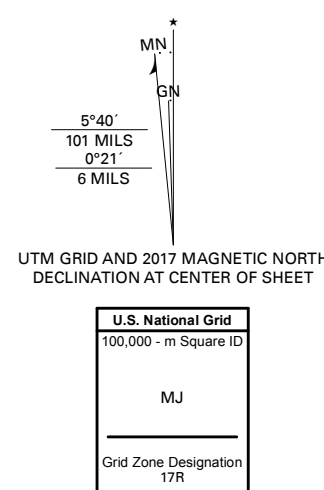 MN
GN
5°40´
101 MILS
0°21´
6 MILS
UTM GRID AND 2017 MAGNETIC NORTH
DECLINATION AT CENTER OF SHEET
U.S. National Grid
100,000 - m Square ID
MJ
Grid Zone Designation
17R